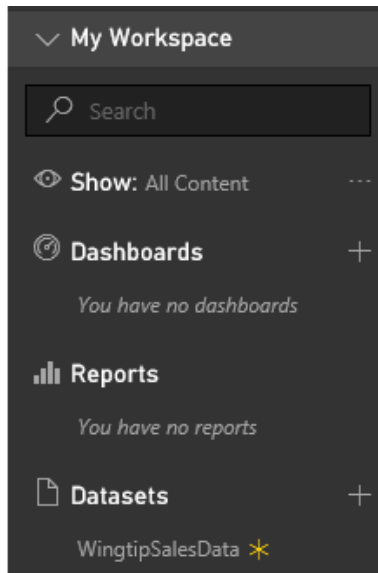 My Workspace
Search
Show: All Content
Dashboards
You have no dashboards
Reports
You have no reports
Datasets
WingtipSalesData